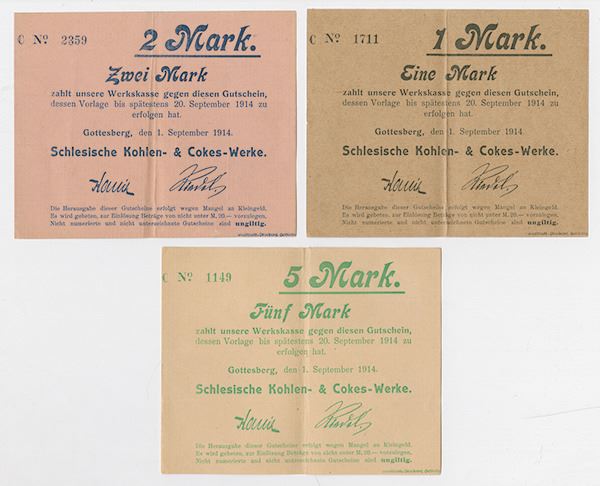 C No 2359 2 Mark.
Zwei Mark
zahlt unsere Werkskasse gegen diesen Gutschein,
dessen Vorlage bis spätestens 20. September 1914 zu
erfolgen hat.
Gottesberg, den 1. September 1914.
Schlesische Kohlen- & Cokes-Werke.
Die Herausgabe dieser Gutscheine erfolgt wegen Mangel an Kleingeld.
Es wird gebeten, zur Einlösung Beträge von nicht unter M. 20.— vorzulegen.
Nicht numerierte und nicht unterzeichnete Gutscheine sind ungiltig.
C No 1711 1 Mark.
Eine Mark
zahlt unsere Werkskasse gegen diesen Gutschein,
dessen Vorlage bis spätestens 20. September 1914 zu
erfolgen hat.
Gottesberg, den 1. September 1914.
Schlesische Kohlen- & Cokes-Werke.
Die Herausgabe dieser Gutscheine erfolgt wegen Mangel an Kleingeld.
Es wird gebeten, zur Einlösung Beträge von nicht unter M. 20.— vorzulegen.
Nicht numerierte und nicht unterzeichnete Gutscheine sind ungiltig.
C No 1149 5 Mark.
Fünf Mark
zahlt unsere Werkskasse gegen diesen Gutschein,
dessen Vorlage bis spätestens 20. September 1914 zu
erfolgen hat.
Gottesberg, den 1. September 1914.
Schlesische Kohlen- & Cokes-Werke.
Die Herausgabe dieser Gutscheine erfolgt wegen Mangel an Kleingeld.
Es wird gebeten, zur Einlösung Beträge von nicht unter M. 20.— vorzulegen.
Nicht numerierte und nicht unterzeichnete Gutscheine sind ungiltig.